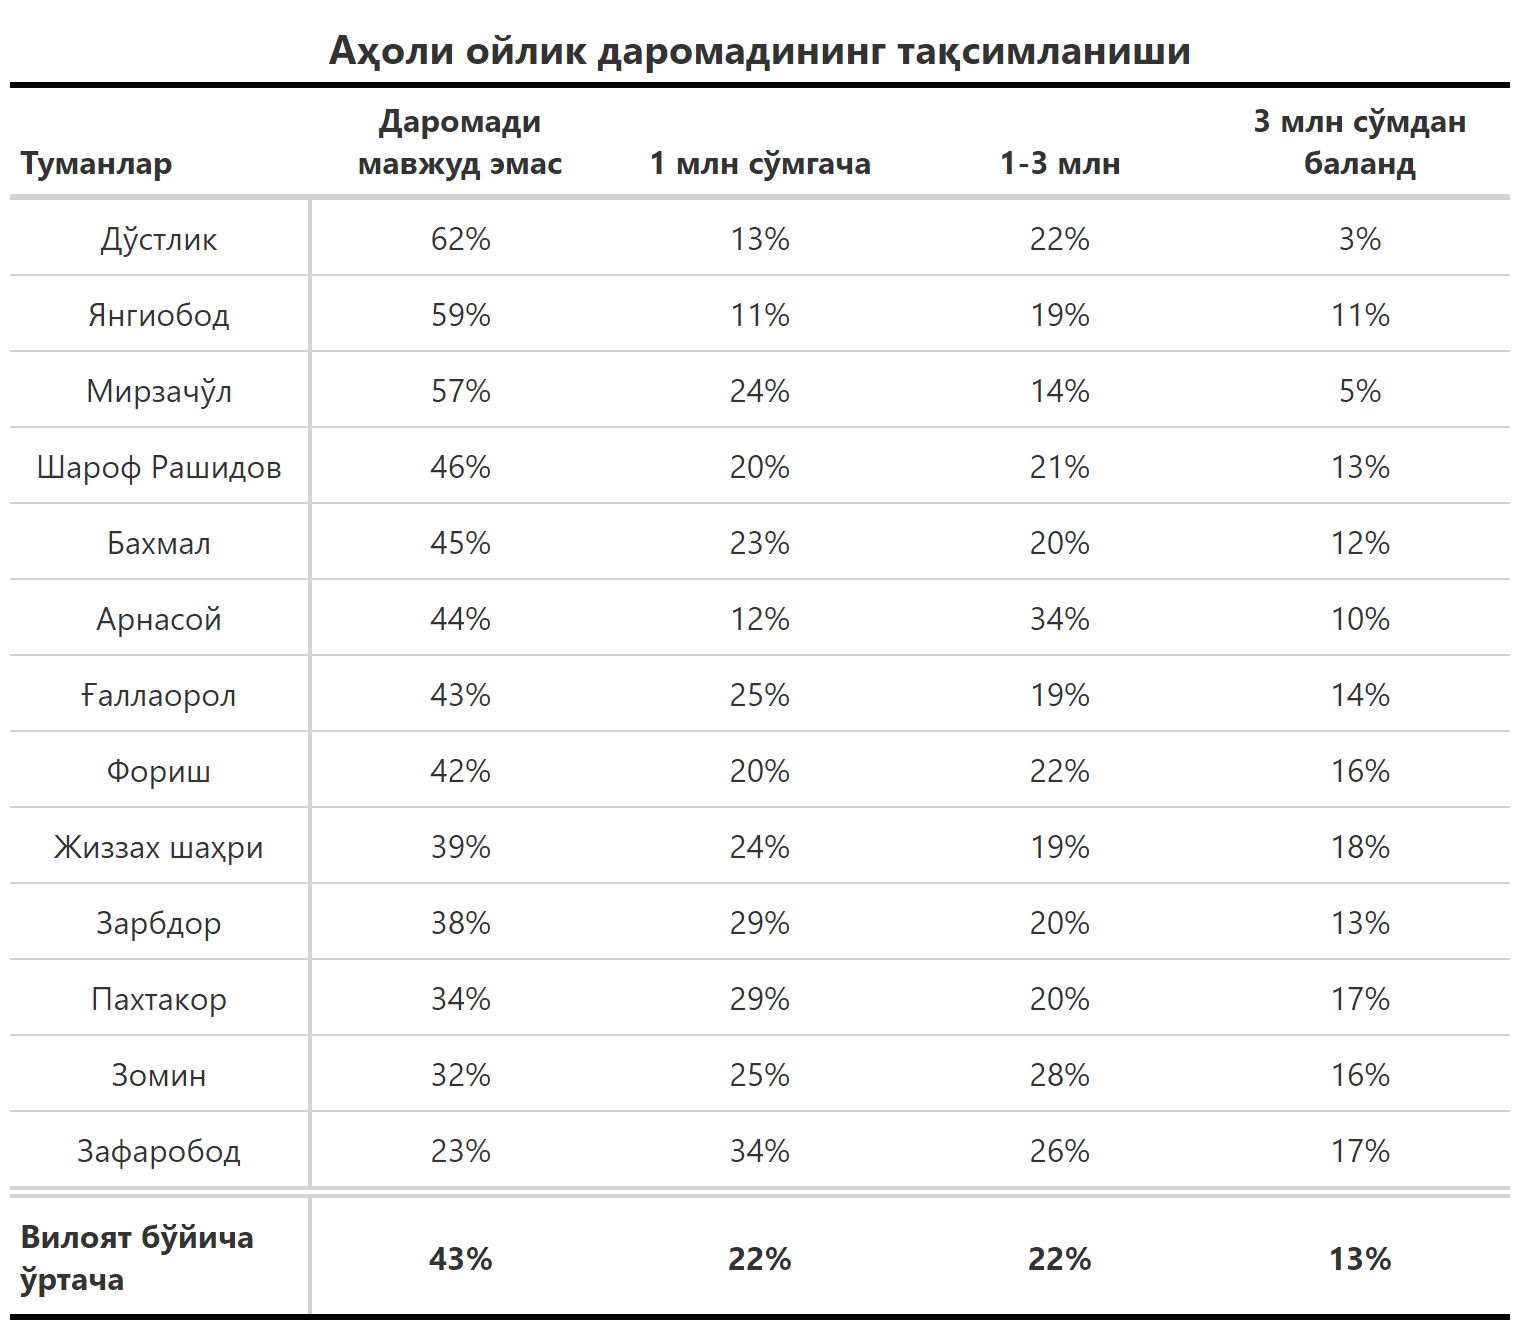 Аҳоли ойлик даромадининг тақсимланиши
Туманлар Даромади мавжуд эмас 1 млн сўмгача 1-3 млн 3 млн сўмдан баланд
Дўстлик 62% 13% 22% 3%
Янгиобод 59% 11% 19% 11%
Мирзачўл 57% 24% 14% 5%
Шароф Рашидов 46% 20% 21% 13%
Бахмал 45% 23% 20% 12%
Арнасой 44% 12% 34% 10%
Ғаллаорол 43% 25% 19% 14%
Фориш 42% 20% 22% 16%
Жиззах шаҳри 39% 24% 19% 18%
Зарбдор 38% 29% 20% 13%
Пахтакор 34% 29% 20% 17%
Зомин 32% 25% 28% 16%
Зафаробод 23% 34% 26% 17%
Вилоят бўйича ўртача 43% 22% 22% 13%